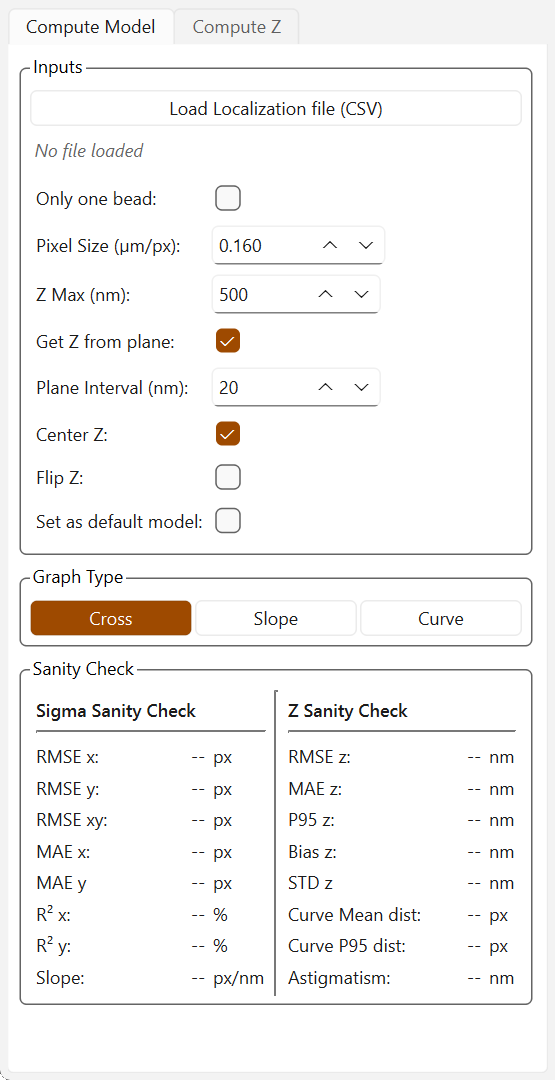 Compute Model Compute Z
Inputs
Load Localization file (CSV)
No file loaded
Only one bead:
Pixel Size (µm/px): 0.160
Z Max (nm): 500
Get Z from plane:
Plane Interval (nm): 20
Center Z:
Flip Z:
Set as default model:
Graph Type
Cross Slope Curve
Sanity Check
Sigma Sanity Check
RMSE x: -- px
RMSE y: -- px
RMSE xy: -- px
MAE x: -- px
MAE y -- px
R² x: -- %
R² y: -- %
Slope: -- px/nm
Z Sanity Check
RMSE z: -- nm
MAE z: -- nm
P95 z: -- nm
Bias z: -- nm
STD z -- nm
Curve Mean dist: -- px
Curve P95 dist: -- px
Astigmatism: -- nm